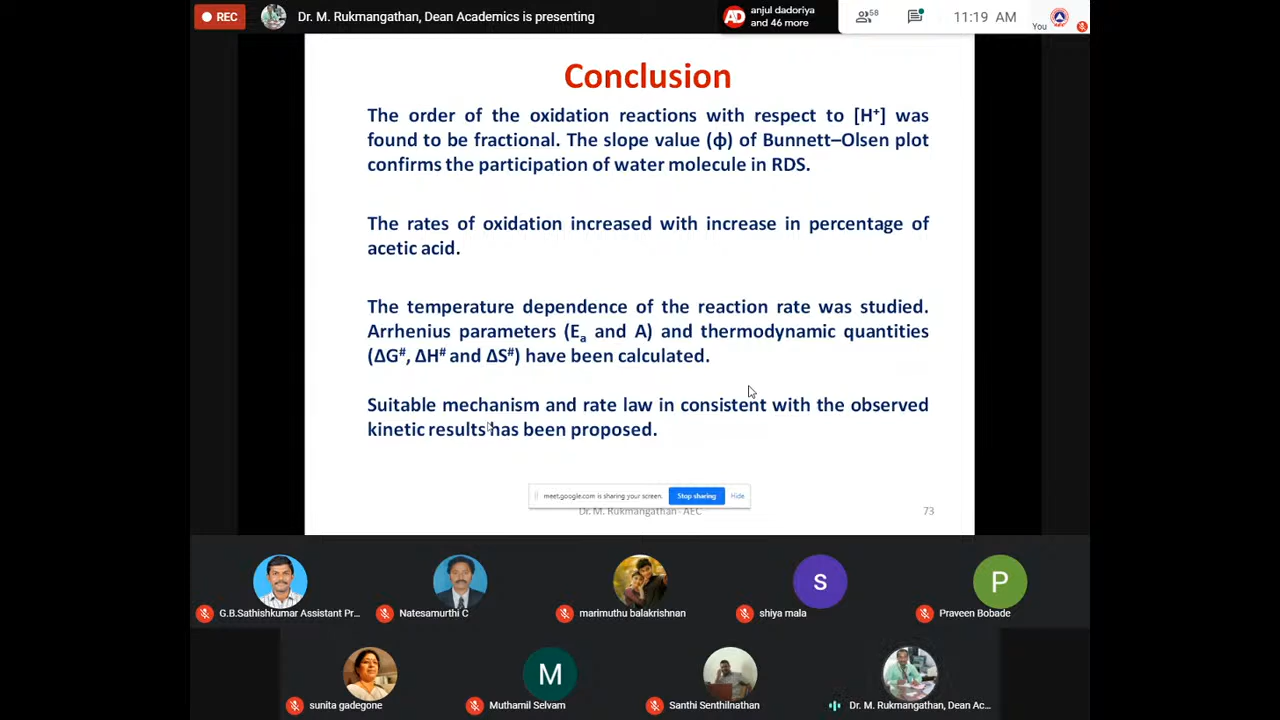 REC
Dr. M. Rukmangathan, Dean Academics is presenting
AD
anjul dadoriya
and 46 more
56
11:19 AM
You
Conclusion
The order of the oxidation reactions with respect to [H⁺] was
found to be fractional. The slope value (ф) of Bunnett–Olsen plot
confirms the participation of water molecule in RDS.
The rates of oxidation increased with increase in percentage of
acetic acid.
The temperature dependence of the reaction rate was studied.
Arrhenius parameters (Eₐ and A) and thermodynamic quantities
(ΔG#, ΔH# and ΔS#) have been calculated.
Suitable mechanism and rate law in consistent with the observed
kinetic results has been proposed.
meet.google.com is sharing your screen. Stop sharing Hide
Dr. M. Rukmangathan - AEC 73
S
P
G.B.Sathishkumar Assistant Pr...
Natesamurthi C
marimuthu balakrishnan
shiya mala
Praveen Bobade
M
sunita gadegone
Muthamil Selvam
Santhi Senthilnathan
Dr. M. Rukmangathan, Dean Ac...